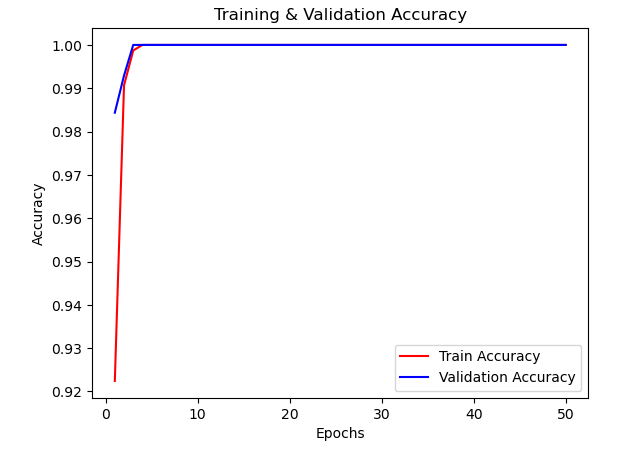 Training & Validation Accuracy
1.00
0.99
0.98
0.97
0.96
0.95
0.94
0.93
0.92
Accuracy
Train Accuracy
Validation Accuracy
0 10 20 30 40 50
Epochs